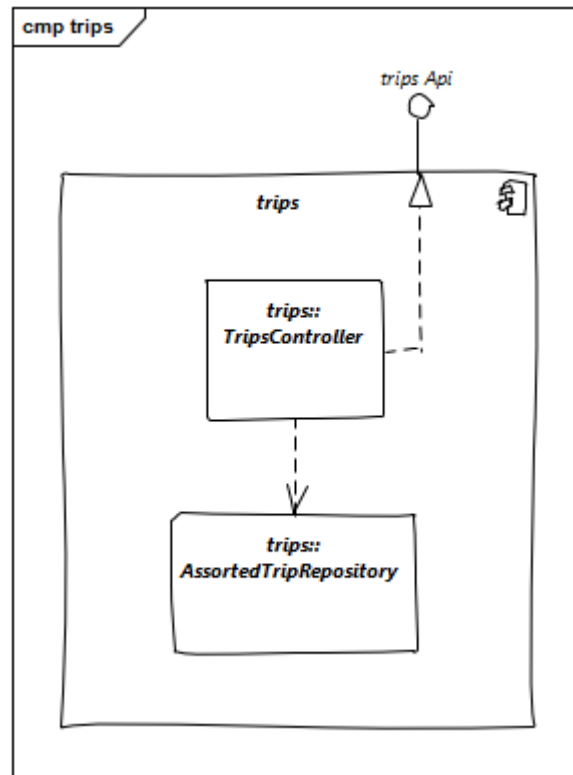 cmp trips
trips Api
trips
trips::
TripsController
trips::
AssortedTripRepository